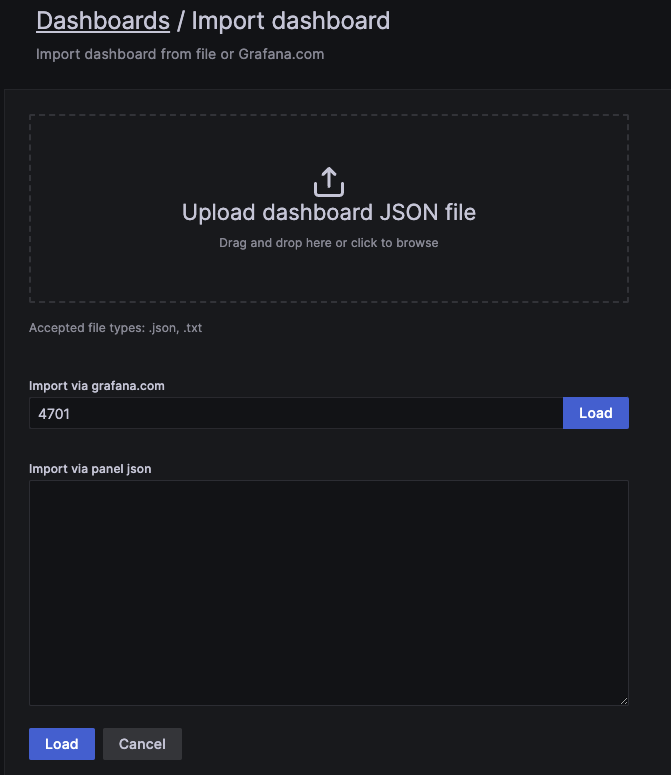 Dashboards / Import dashboard
Import dashboard from file or Grafana.com
Upload dashboard JSON file
Drag and drop here or click to browse
Accepted file types: .json, .txt
Import via grafana.com
4701
Load
Import via panel json
Load
Cancel